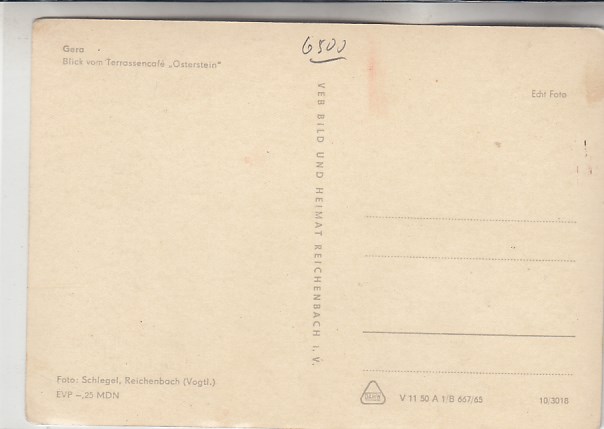 6500
Gera
Blick vom Terrassencafé „Osterstein"
Echt Foto
VEB BILD UND HEIMAT REICHENBACH i. V.
Foto: Schlegel, Reichenbach (Vogtl.)
EVP –,25 MDN
V 11 50 A 1/B 667/65
10/3018